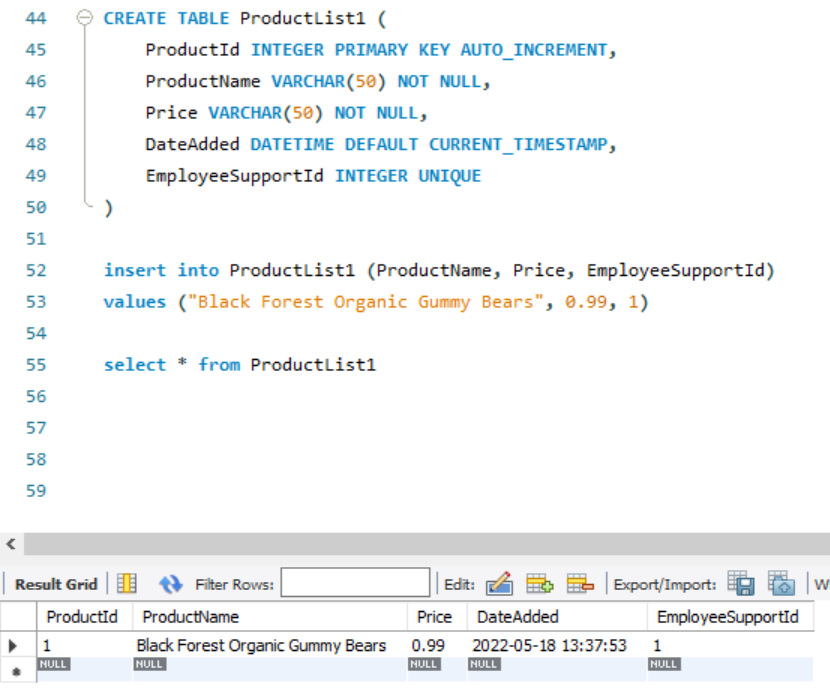 44 CREATE TABLE ProductList1 (
45 ProductId INTEGER PRIMARY KEY AUTO_INCREMENT,
46 ProductName VARCHAR(50) NOT NULL,
47 Price VARCHAR(50) NOT NULL,
48 DateAdded DATETIME DEFAULT CURRENT_TIMESTAMP,
49 EmployeeSupportId INTEGER UNIQUE
50 )
51
52 insert into ProductList1 (ProductName, Price, EmployeeSupportId)
53 values ("Black Forest Organic Gummy Bears", 0.99, 1)
54
55 select * from ProductList1
56
57
58
59
Result Grid Filter Rows: Edit: Export/Import: W
ProductId ProductName Price DateAdded EmployeeSupportId
1 Black Forest Organic Gummy Bears 0.99 2022-05-18 13:37:53 1
NULL NULL NULL NULL NULL